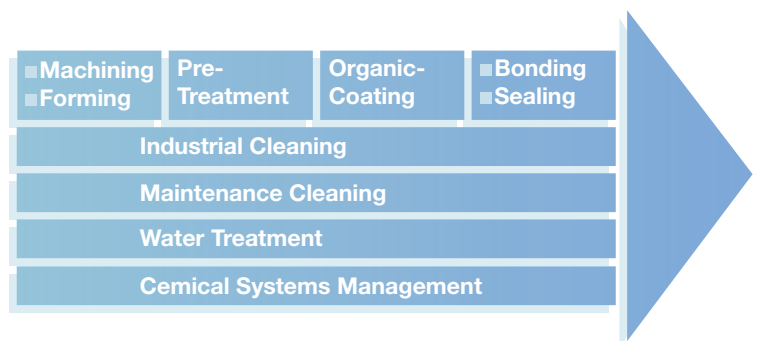 Machining
Forming
Pre-
Treatment
Organic-
Coating
Bonding
Sealing
Industrial Cleaning
Maintenance Cleaning
Water Treatment
Cemical Systems Management